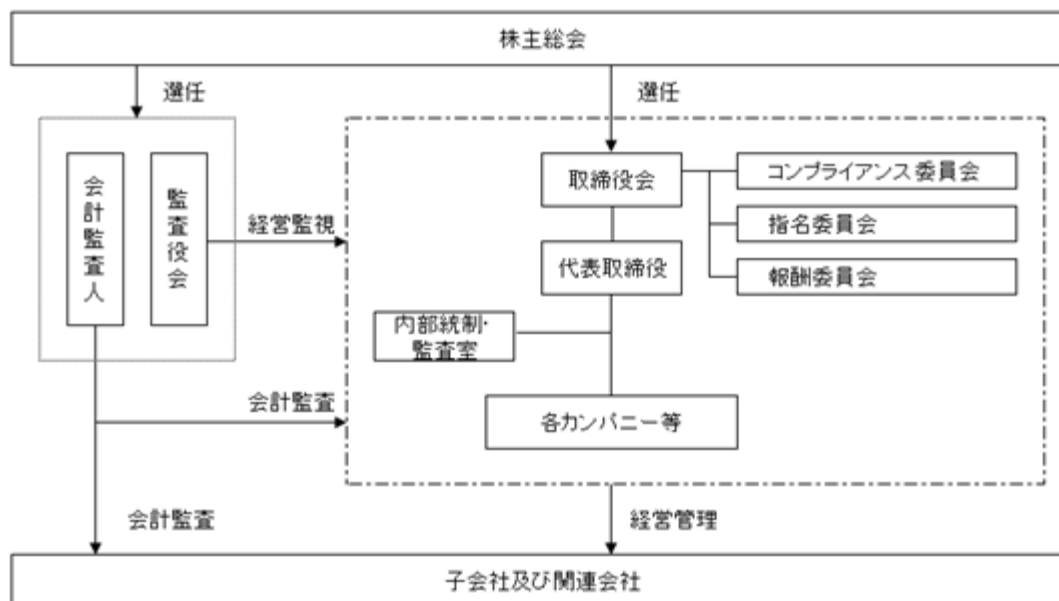 株主総会
選任
選任
会計監査人
監査役会
経営監視
取締役会
コンプライアンス委員会
指名委員会
代表取締役
報酬委員会
内部統制・
監査室
会計監査
各カンパニー等
会計監査
経営管理
子会社及び関連会社